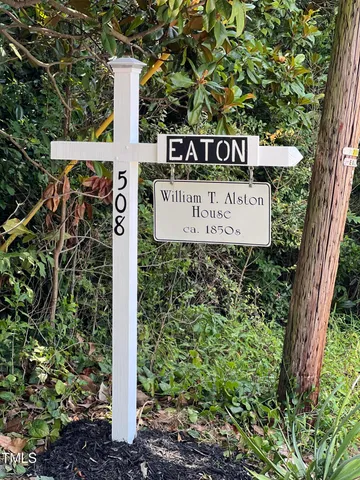 EATON
508
William T. Alston
House
ca. 1850s
TMLS